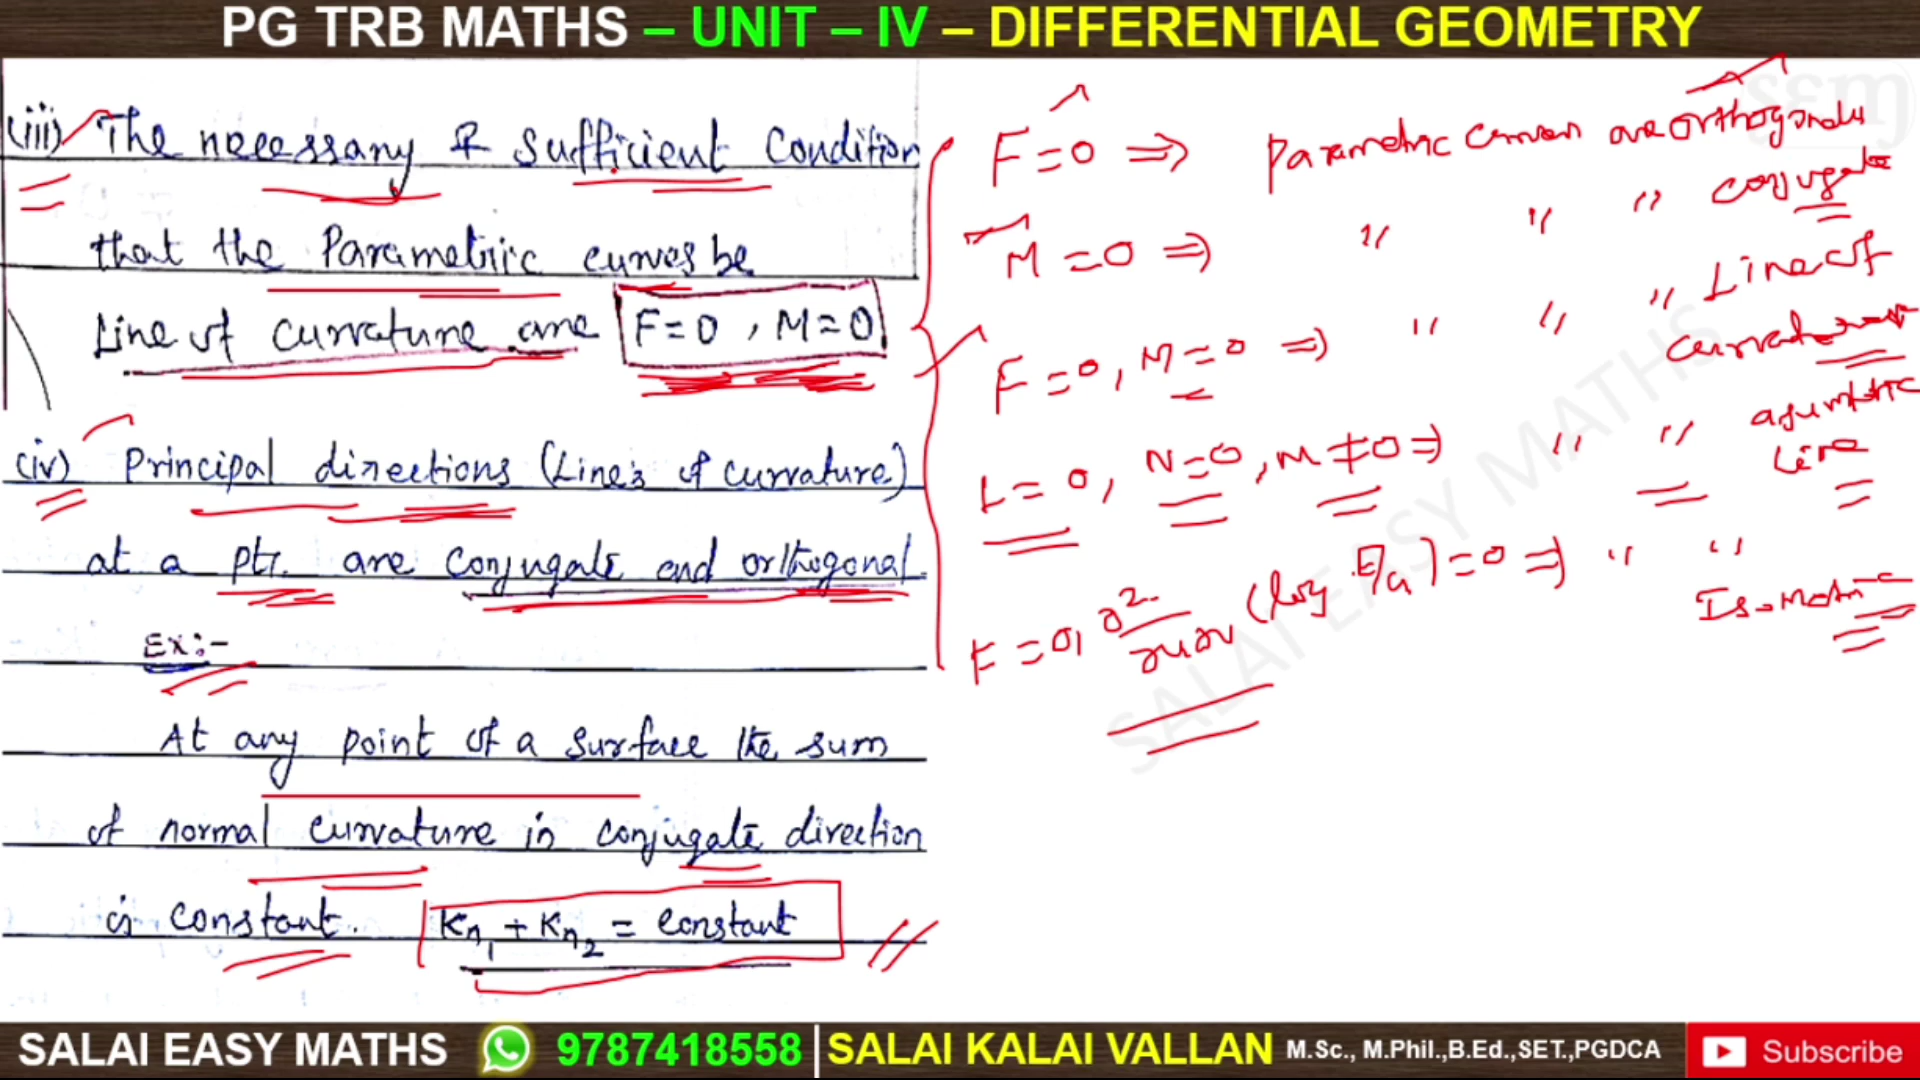 PG TRB MATHS – UNIT – IV – DIFFERENTIAL GEOMETRY
sem
(iii) The necessary & sufficient Condition
that the Parametric curves be
Line of curvature are F=0, M=0
(iv) Principal directions (Lines of curvature)
at a pt. are conjugate and orthogonal.
Ex:-
At any point of a surface the sum
of normal curvature in conjugate direction
is constant. Kn₁ + Kn₂ = constant
F=0 ⇒ Parametric curves are orthogonal
M=0 ⇒ " " " conjugate
F=0, M=0 ⇒ " " " Line of curvature
L=0, N=0, M≠0 ⇒ " " asymptotic Line
F=0, ∂²/∂u∂v (log E/G)=0 ⇒ " " Isometric
SALAI EASY MATHS
SALAI EASY MATHS 9787418558 | SALAI KALAI VALLAN M.Sc., M.Phil.,B.Ed.,SET.,PGDCA Subscribe